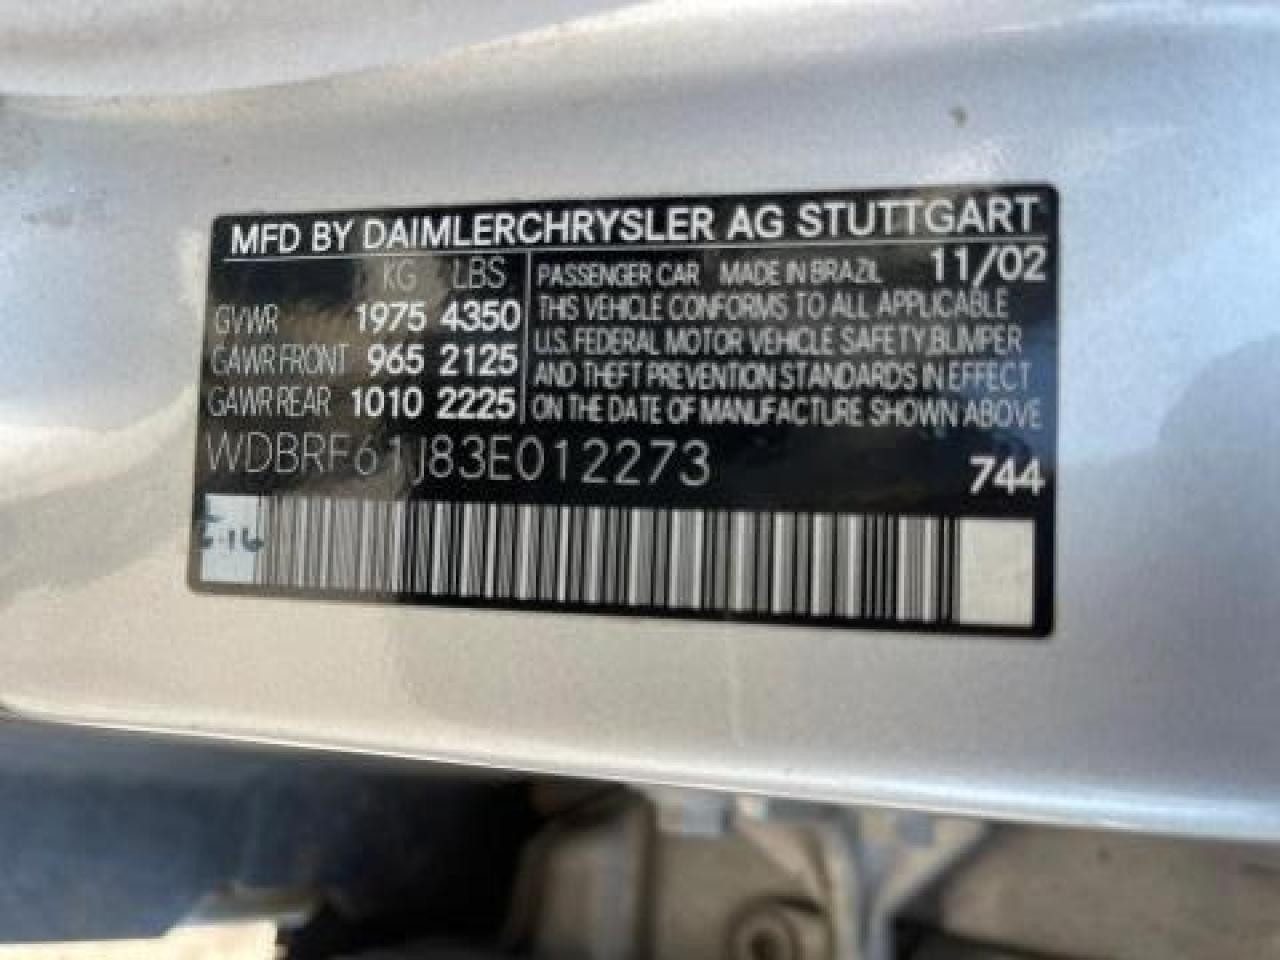 MFD BY DAIMLERCHRYSLER AG STUTTGART
KG LBS
GVWR 1975 4350
GAWR FRONT 965 2125
GAWR REAR 1010 2225
PASSENGER CAR MADE IN BRAZIL 11/02
THIS VEHICLE CONFORMS TO ALL APPLICABLE
U.S. FEDERAL MOTOR VEHICLE SAFETY, BUMPER
AND THEFT PREVENTION STANDARDS IN EFFECT
ON THE DATE OF MANUFACTURE SHOWN ABOVE
WDBRF61J83E012273
744